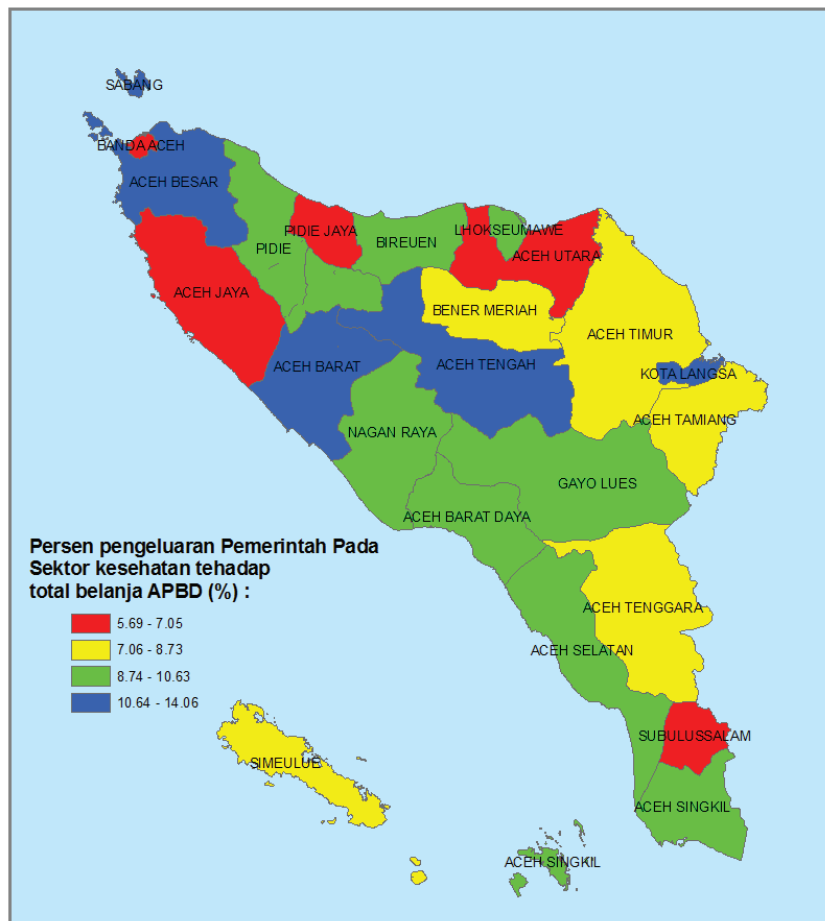 SABANG
BANDA ACEH
ACEH BESAR
PIDIE JAYA
LHOKSEUMAWE
PIDIE
BIREUEN
ACEH UTARA
ACEH JAYA
BENER MERIAH
ACEH TIMUR
ACEH BARAT
ACEH TENGAH
KOTA LANGSA
ACEH TAMIANG
NAGAN RAYA
GAYO LUES
ACEH BARAT DAYA
Persen pengeluaran Pemerintah Pada
Sektor kesehatan tehadap
total belanja APBD (%) :
5.69 - 7.05
7.06 - 8.73
8.74 - 10.63
10.64 - 14.06
ACEH TENGGARA
ACEH SELATAN
SUBULUSSALAM
SIMEULUE
ACEH SINGKIL
ACEH SINGKIL